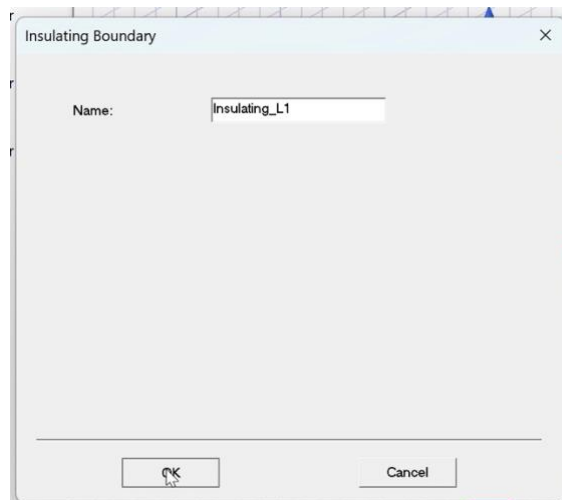 r
Insulating Boundary
r
Name: Insulating_L1
r
OK Cancel